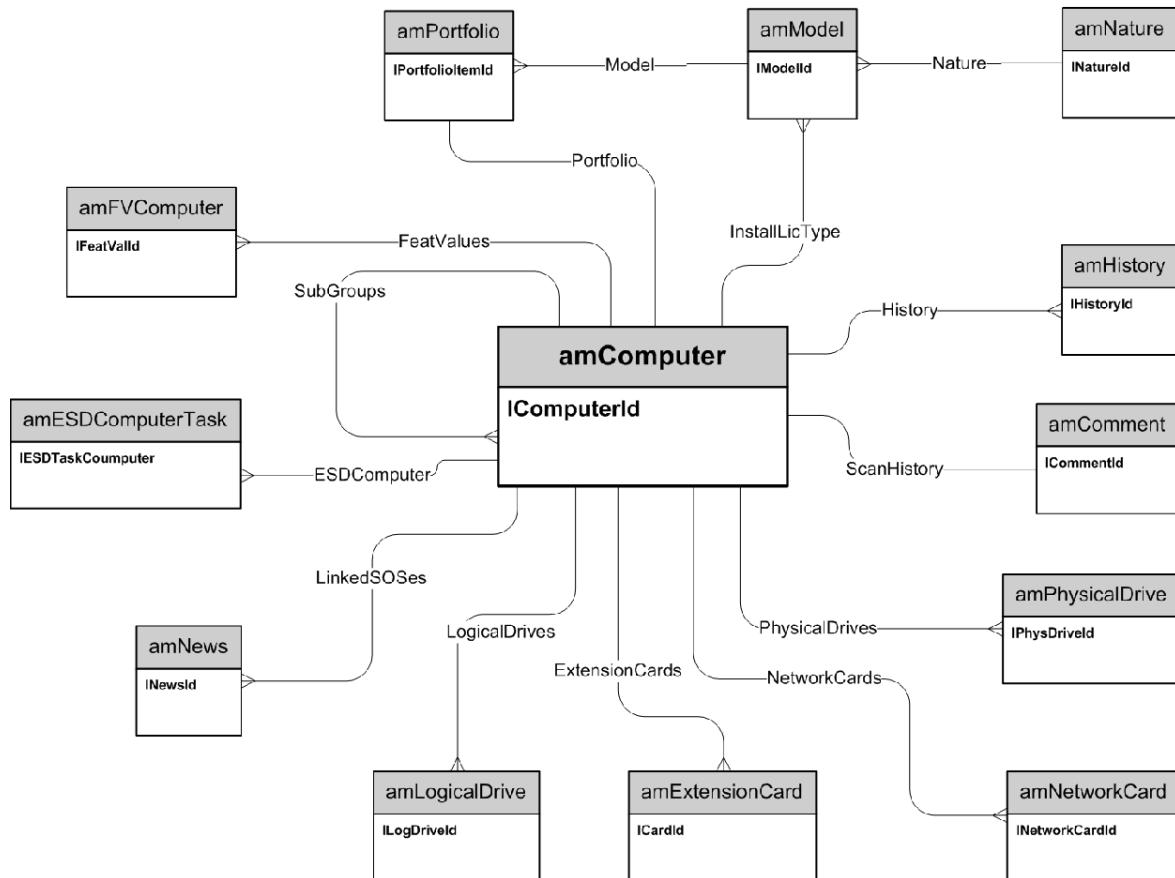 amPortfolio
lPortfolioItemId
Model
amModel
lModelId
Nature
amNature
lNatureId
Portfolio
amFVComputer
lFeatValId
FeatValues
InstallLicType
SubGroups
amHistory
lHistoryId
History
amComputer
lComputerId
amESDComputerTask
lESDTaskCoumputer
ESDComputer
amComment
lCommentId
ScanHistory
LinkedSOSes
amNews
lNewsId
LogicalDrives
PhysicalDrives
amPhysicalDrive
lPhysDriveId
ExtensionCards
NetworkCards
amLogicalDrive
lLogDriveId
amExtensionCard
lCardId
amNetworkCard
lNetworkCardId